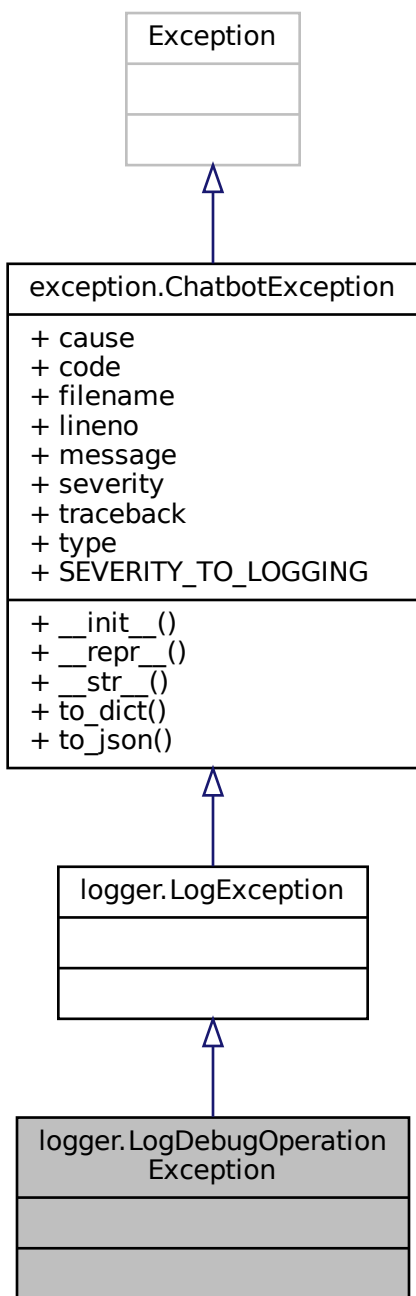 Exception
exception.ChatbotException
+ cause
+ code
+ filename
+ lineno
+ message
+ severity
+ traceback
+ type
+ SEVERITY_TO_LOGGING
+ __init__()
+ __repr__()
+ __str__()
+ to_dict()
+ to_json()
logger.LogException
logger.LogDebugOperation
Exception